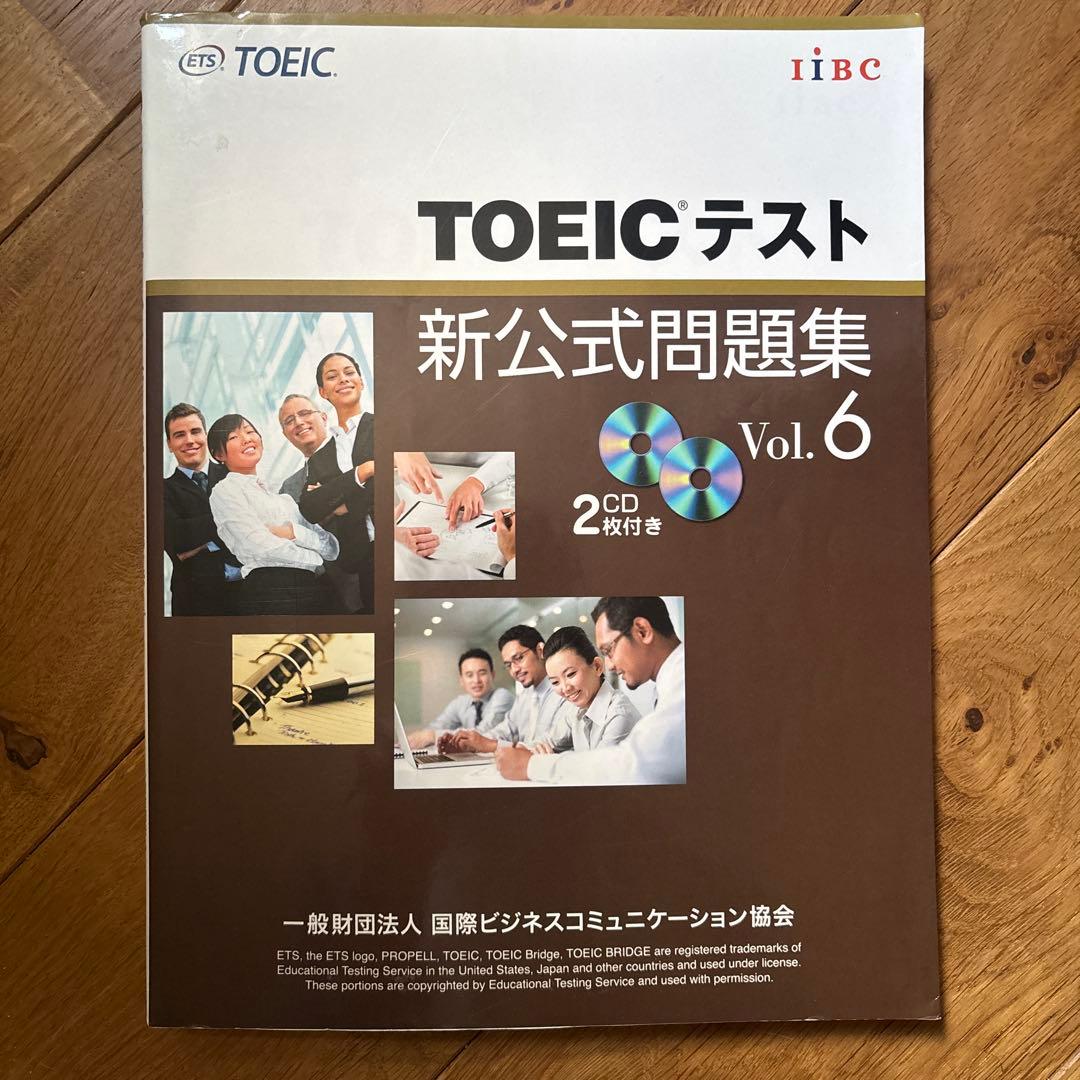 ETS® TOEIC®
IiBC
TOEIC®テスト
新公式問題集
Vol. 6
2CD枚付き
一般財団法人 国際ビジネスコミュニケーション協会
ETS, the ETS logo, PROPELL, TOEIC, TOEIC Bridge, TOEIC BRIDGE are registered trademarks of
Educational Testing Service in the United States, Japan and other countries and used under license.
These portions are copyrighted by Educational Testing Service and used with permission.